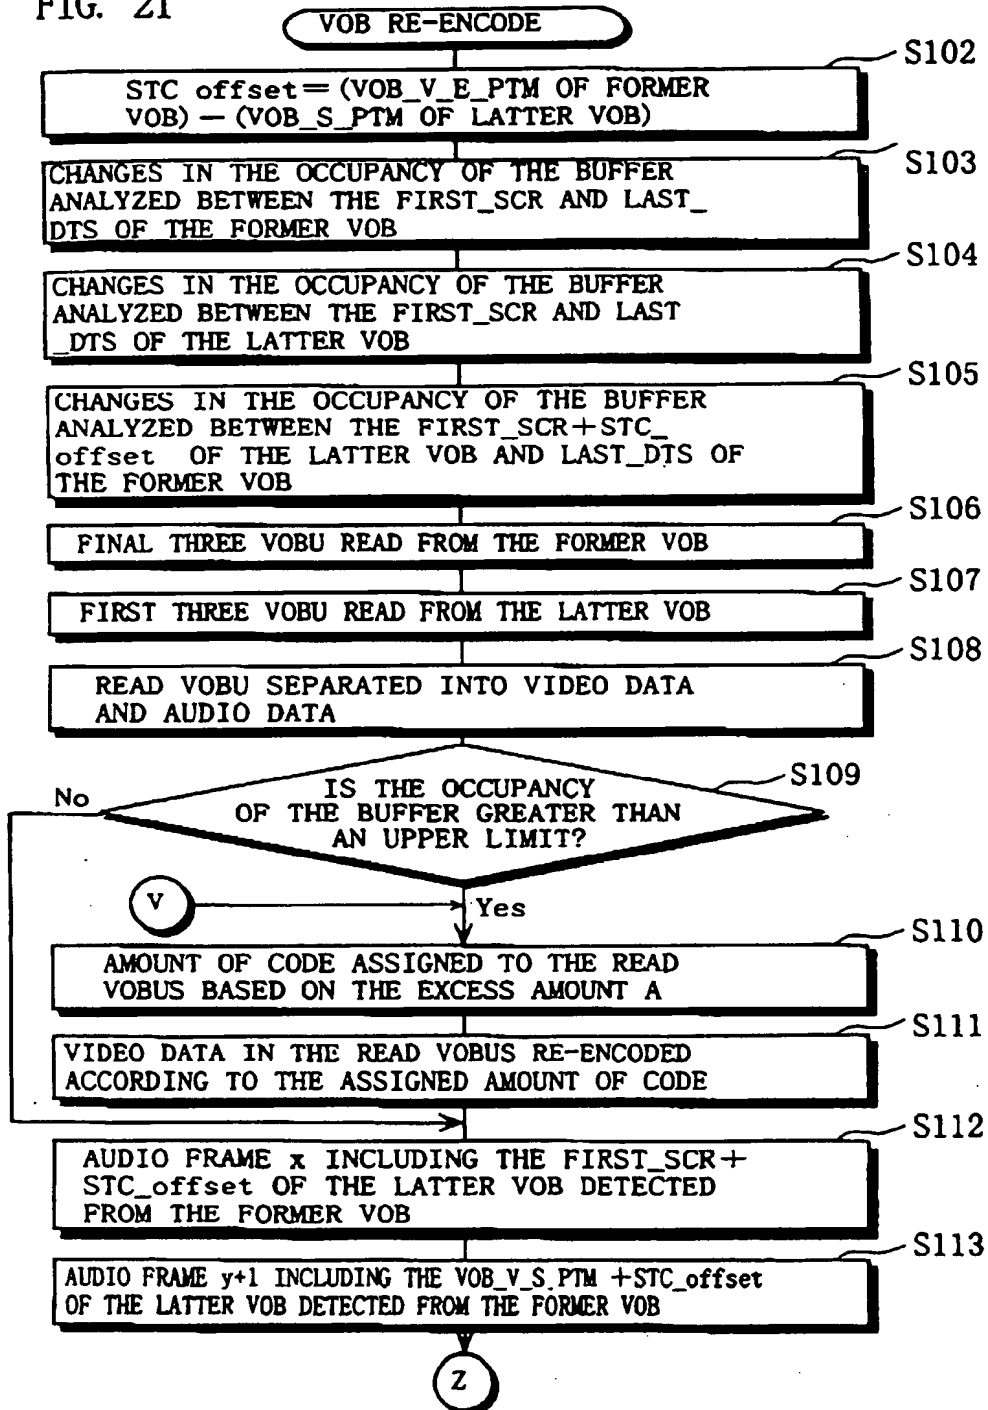 FIG. 21
VOB RE-ENCODE
S102
STC offset=(VOB_V_E_PTM OF FORMER
VOB)-(VOB_S_PTM OF LATTER VOB)
S103
CHANGES IN THE OCCUPANCY OF THE BUFFER
ANALYZED BETWEEN THE FIRST_SCR AND LAST_
DTS OF THE FORMER VOB
S104
CHANGES IN THE OCCUPANCY OF THE BUFFER
ANALYZED BETWEEN THE FIRST_SCR AND LAST
_DTS OF THE LATTER VOB
S105
CHANGES IN THE OCCUPANCY OF THE BUFFER
ANALYZED BETWEEN THE FIRST_SCR+STC_
offset OF THE LATTER VOB AND LAST_DTS OF
THE FORMER VOB
S106
FINAL THREE VOBU READ FROM THE FORMER VOB
S107
FIRST THREE VOBU READ FROM THE LATTER VOB
S108
READ VOBU SEPARATED INTO VIDEO DATA
AND AUDIO DATA
S109
IS THE OCCUPANCY
OF THE BUFFER GREATER THAN
AN UPPER LIMIT?
No
V
Yes
S110
AMOUNT OF CODE ASSIGNED TO THE READ
VOBUS BASED ON THE EXCESS AMOUNT A
S111
VIDEO DATA IN THE READ VOBUS RE-ENCODED
ACCORDING TO THE ASSIGNED AMOUNT OF CODE
S112
AUDIO FRAME x INCLUDING THE FIRST_SCR+
STC_offset OF THE LATTER VOB DETECTED
FROM THE FORMER VOB
S113
AUDIO FRAME y+1 INCLUDING THE VOB_V_S_PTM +STC_offset
OF THE LATTER VOB DETECTED FROM THE FORMER VOB
Z